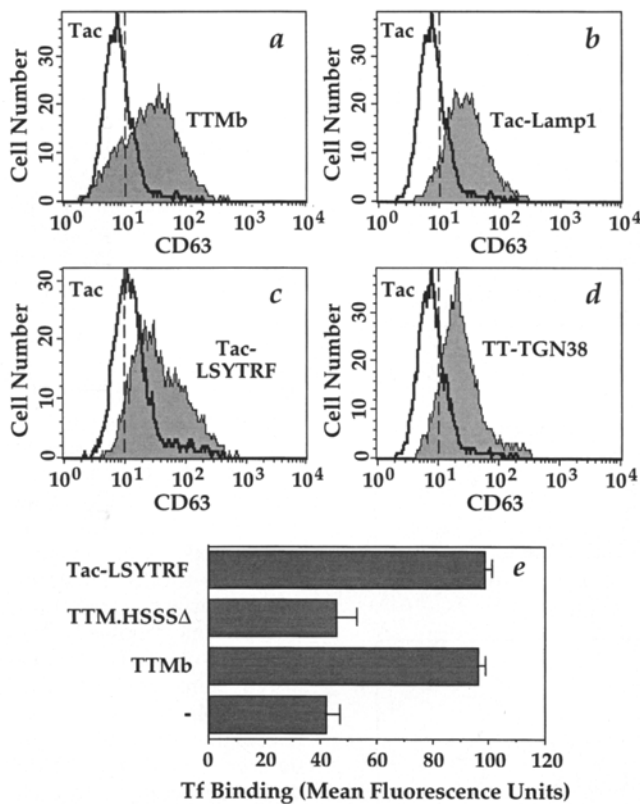 a
Tac
TTMb
Cell Number
0 10 20 30
10^0 10^1 10^2 10^3 10^4
CD63
b
Tac
Tac-Lamp1
Cell Number
0 10 20 30
10^0 10^1 10^2 10^3 10^4
CD63
c
Tac
Tac-
LSYTRF
Cell Number
0 10 20 30
10^0 10^1 10^2 10^3 10^4
CD63
d
Tac
TT-TGN38
Cell Number
0 10 20 30
10^0 10^1 10^2 10^3 10^4
CD63
e
Tac-LSYTRF
TTM.HSSSΔ
TTMb
-
0 20 40 60 80 100 120
Tf Binding (Mean Fluorescence Units)